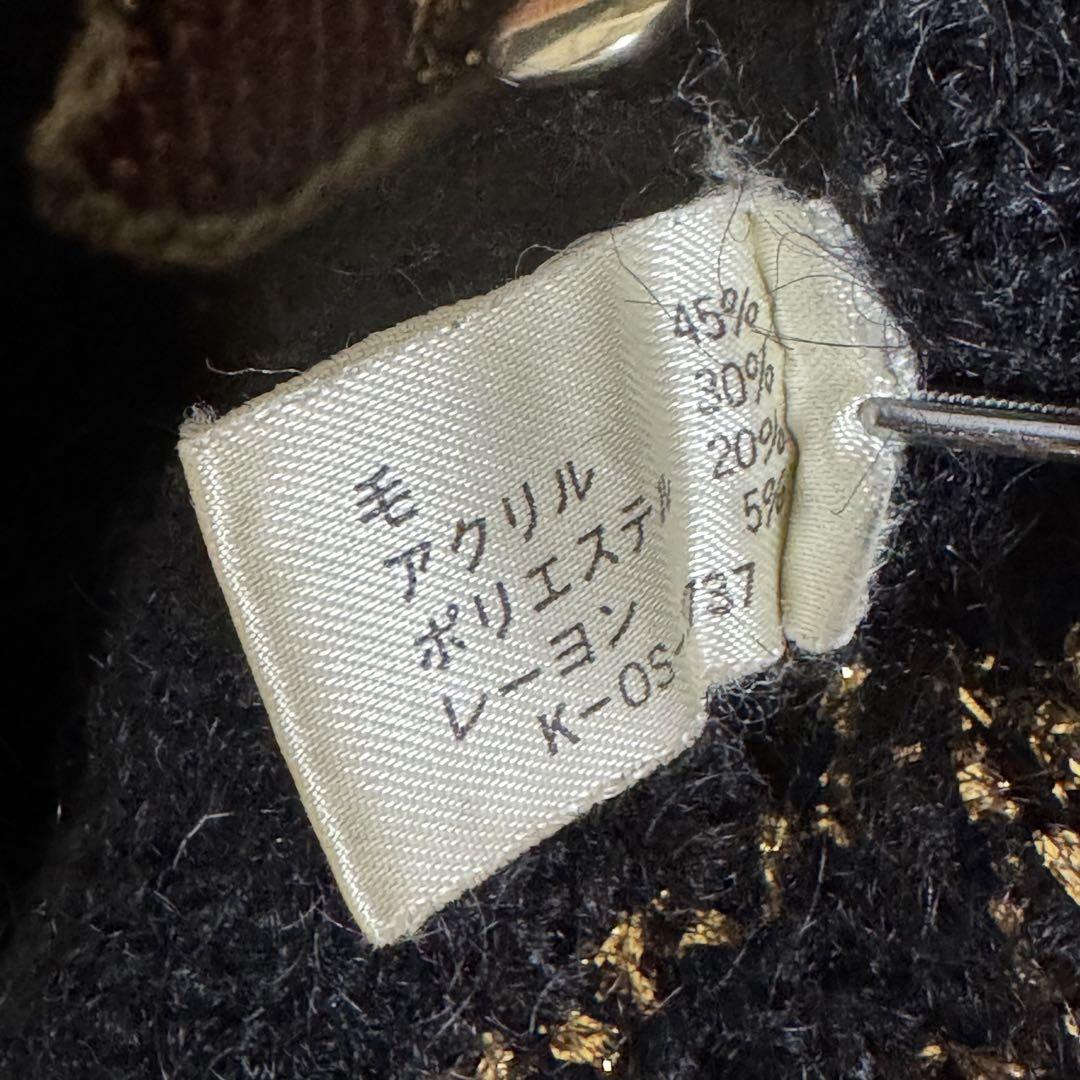 毛 45%
アクリル 30%
ポリエステル 20%
レーヨン 5%
K-OS-